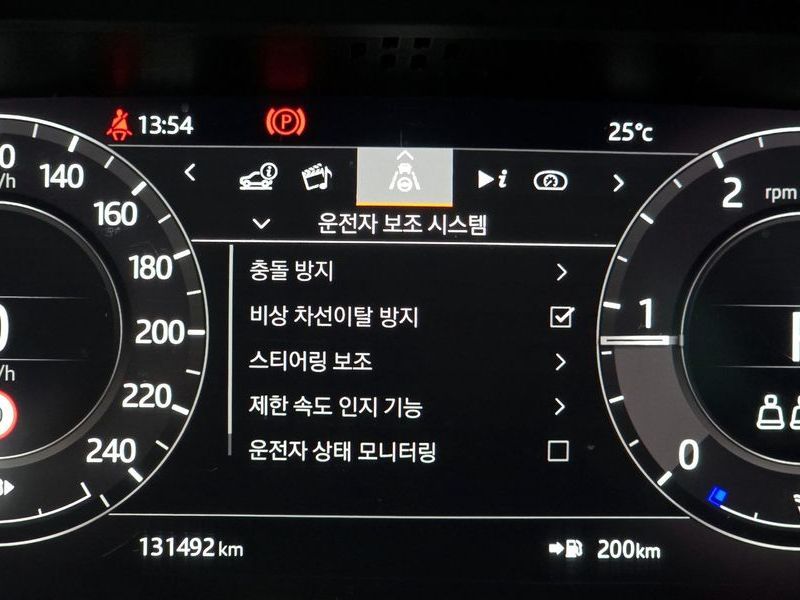 13:54
25°c
운전자 보조 시스템
충돌 방지
비상 차선이탈 방지
스티어링 보조
제한 속도 인지 기능
운전자 상태 모니터링
140
160
180
200
220
240
2
rpm
1
0
131492 km
200km